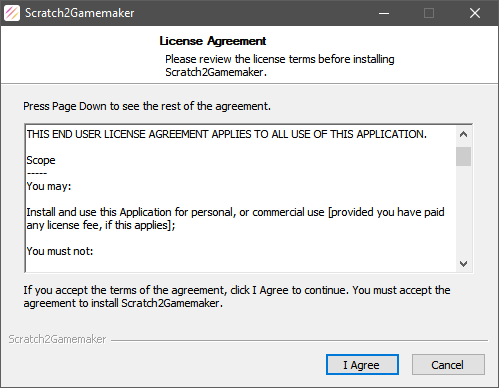 Scratch2Gamemaker
License Agreement
Please review the license terms before installing
Scratch2Gamemaker.
Press Page Down to see the rest of the agreement.
THIS END USER LICENSE AGREEMENT APPLIES TO ALL USE OF THIS APPLICATION.
Scope
-----
You may:
Install and use this Application for personal, or commercial use [provided you have paid
any license fee, if this applies];
You must not:
If you accept the terms of the agreement, click I Agree to continue. You must accept the
agreement to install Scratch2Gamemaker.
Scratch2Gamemaker
I Agree
Cancel